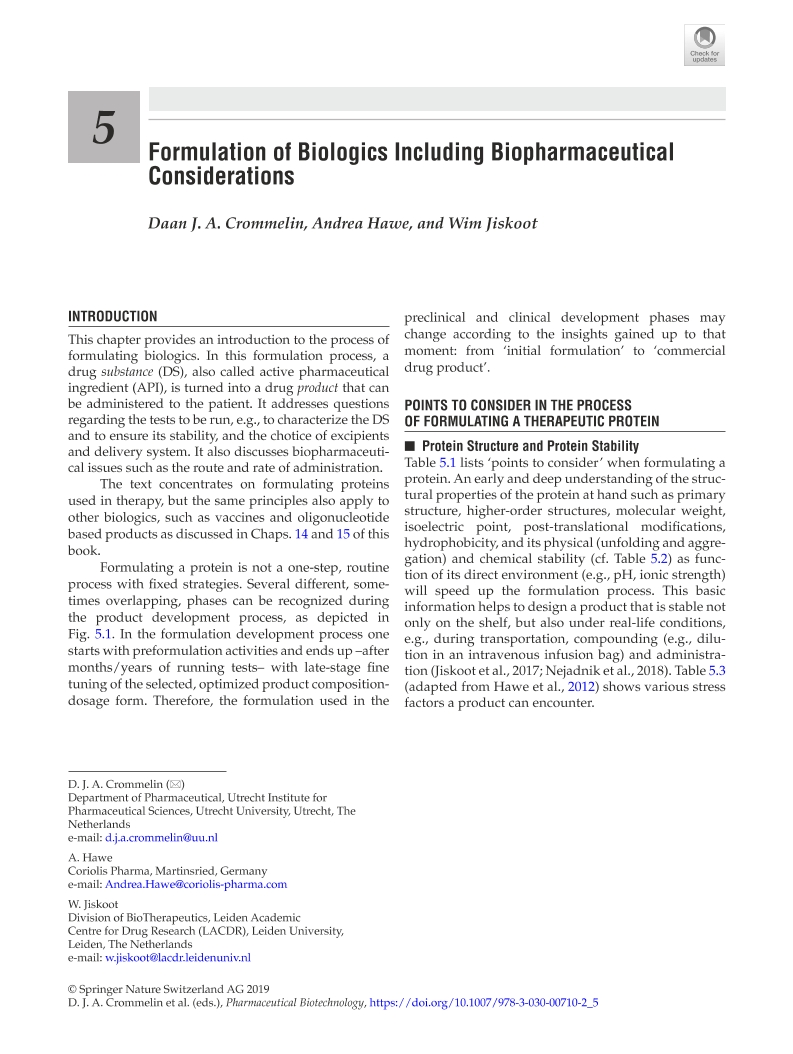 Check for
updates
5
Formulation of Biologics Including Biopharmaceutical
Considerations
Daan J. A. Crommelin, Andrea Hawe, and Wim Jiskoot
INTRODUCTION
This chapter provides an introduction to the process of
formulating biologics. In this formulation process, a
drug substance (DS), also called active pharmaceutical
ingredient (API), is turned into a drug product that can
be administered to the patient. It addresses questions
regarding the tests to be run, e.g., to characterize the DS
and to ensure its stability, and the chotice of excipients
and delivery system. It also discusses biopharmaceuti-
cal issues such as the route and rate of administration.
The text concentrates on formulating proteins
used in therapy, but the same principles also apply to
other biologics, such as vaccines and oligonucleotide
based products as discussed in Chaps. 14 and 15 of this
book.
Formulating a protein is not a one-step, routine
process with fixed strategies. Several different, some-
times overlapping, phases can be recognized during
the product development process, as depicted in
Fig. 5.1. In the formulation development process one
starts with preformulation activities and ends up –after
months/years of running tests– with late-stage fine
tuning of the selected, optimized product composition-
dosage form. Therefore, the formulation used in the
preclinical and clinical development phases may
change according to the insights gained up to that
moment: from ‘initial formulation’ to ‘commercial
drug product’.
POINTS TO CONSIDER IN THE PROCESS
OF FORMULATING A THERAPEUTIC PROTEIN
■ Protein Structure and Protein Stability
Table 5.1 lists ‘points to consider’ when formulating a
protein. An early and deep understanding of the struc-
tural properties of the protein at hand such as primary
structure, higher-order structures, molecular weight,
isoelectric point, post-translational modifications,
hydrophobicity, and its physical (unfolding and aggre-
gation) and chemical stability (cf. Table 5.2) as func-
tion of its direct environment (e.g., pH, ionic strength)
will speed up the formulation process. This basic
information helps to design a product that is stable not
only on the shelf, but also under real-life conditions,
e.g., during transportation, compounding (e.g., dilu-
tion in an intravenous infusion bag) and administra-
tion (Jiskoot et al., 2017; Nejadnik et al., 2018). Table 5.3
(adapted from Hawe et al., 2012) shows various stress
factors a product can encounter.
D. J. A. Crommelin (✉)
Department of Pharmaceutical, Utrecht Institute for
Pharmaceutical Sciences, Utrecht University, Utrecht, The
Netherlands
e-mail: d.j.a.crommelin@uu.nl
A. Hawe
Coriolis Pharma, Martinsried, Germany
e-mail: Andrea.Hawe@coriolis-pharma.com
W. Jiskoot
Division of BioTherapeutics, Leiden Academic
Centre for Drug Research (LACDR), Leiden University,
Leiden, The Netherlands
e-mail: w.jiskoot@lacdr.leidenuniv.nl
© Springer Nature Switzerland AG 2019
D. J. A. Crommelin et al. (eds.), Pharmaceutical Biotechnology, https://doi.org/10.1007/978-3-030-00710-2_5